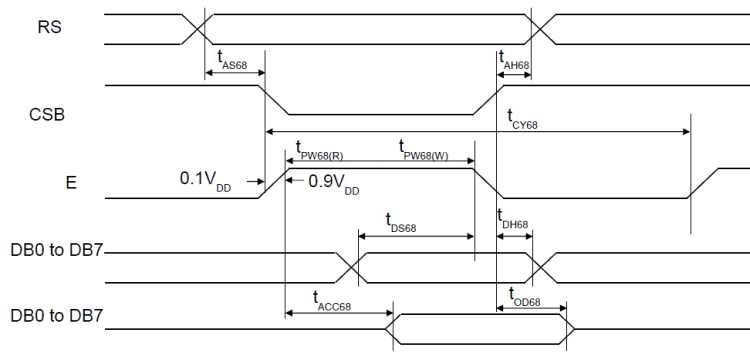 RS
tAS68
tAH68
CSB
tCY68
tPW68(R) tPW68(W)
E
0.1VDD
0.9VDD
tDS68
tDH68
DB0 to DB7
tACC68
tOD68
DB0 to DB7